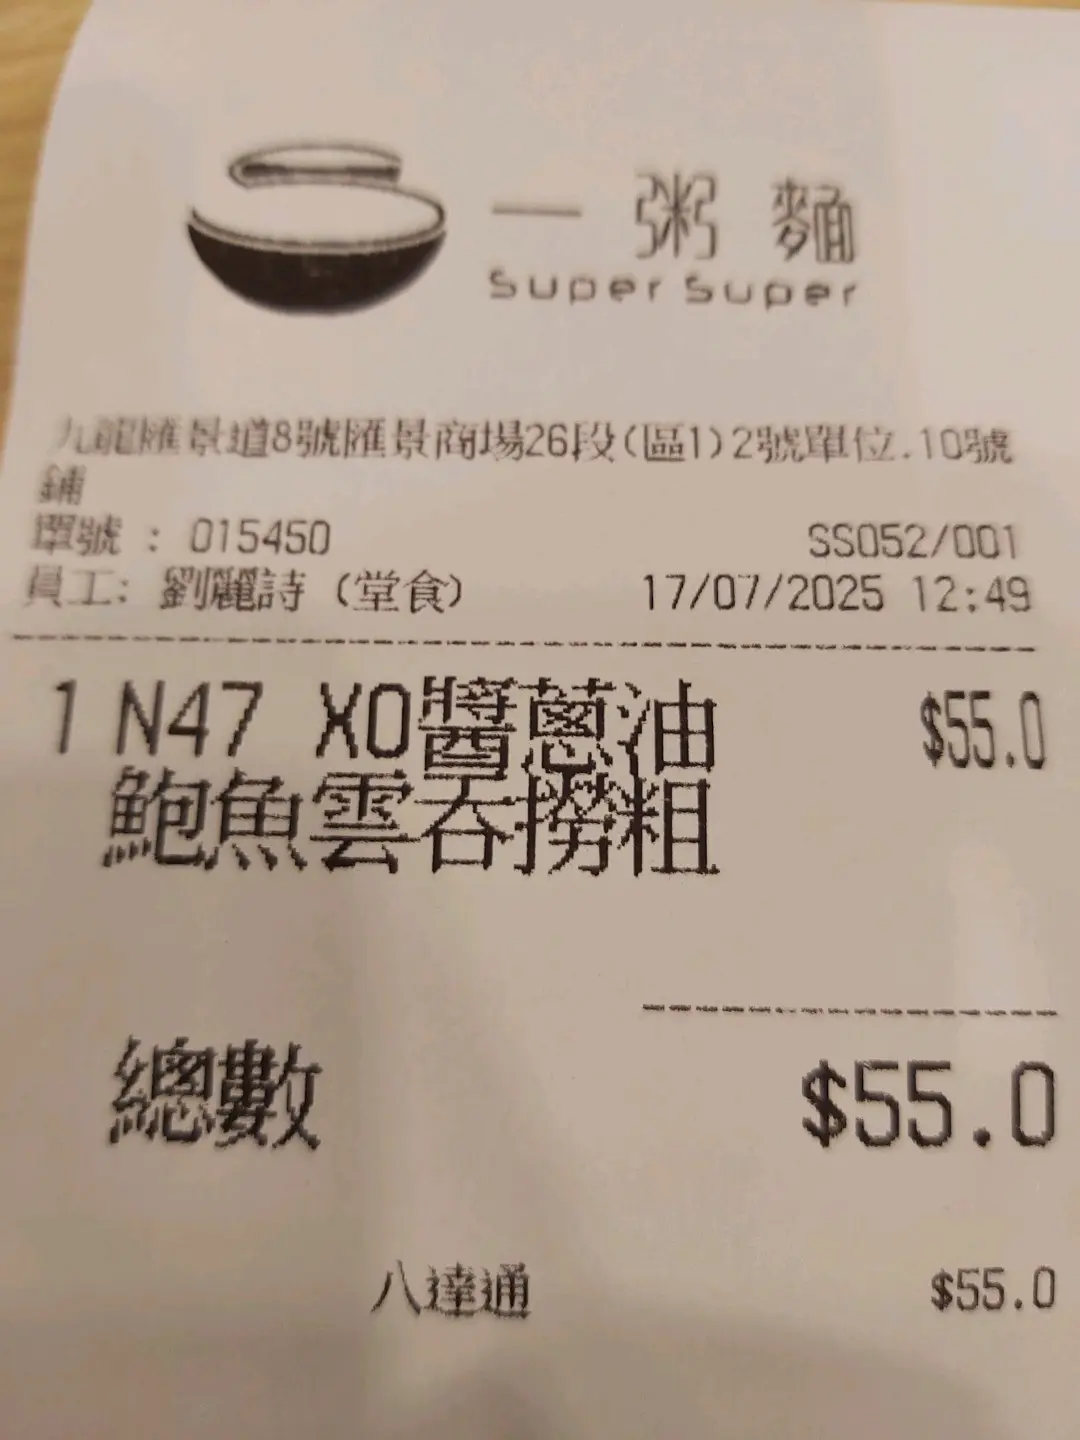 一粥麵
Super Super
九龍匯景道8號匯景商場26段(區1)2號單位.10號
鋪
單號 : 015450 SS052/001
員工: 劉麗詩 (堂食) 17/07/2025 12:49
1 N47 XO醬蔥油 $55.0
鮑魚雲吞撈粗
總數 $55.0
八達通 $55.0